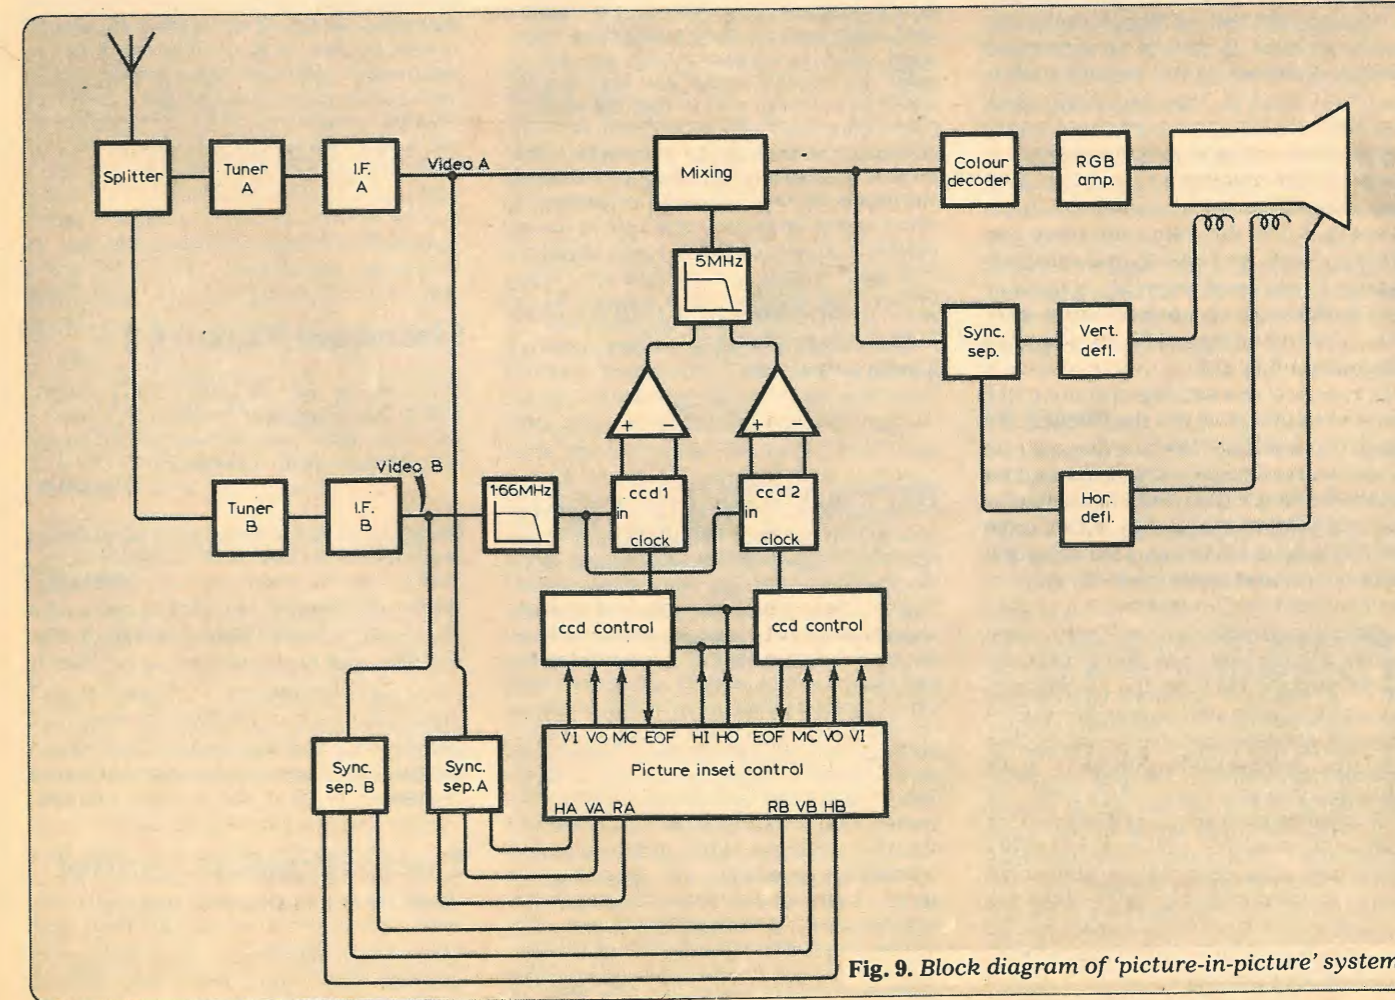 Splitter
Tuner
A
I.F.
A
Video A
Mixing
Colour
decoder
RGB
amp.
5MHz
Sync.
sep.
Vert.
defl.
+ −
+ −
Video B
Tuner
B
I.F.
B
1·66MHz
ccd 1
in
clock
ccd 2
in
clock
Hor.
defl.
ccd control
ccd control
VI VO MC EOF HI HO EOF MC VO VI
Picture inset control
HA VA RA RB VB HB
Sync.
sep. B
Sync.
sep.A
Fig. 9. Block diagram of ‘picture-in-picture’ system